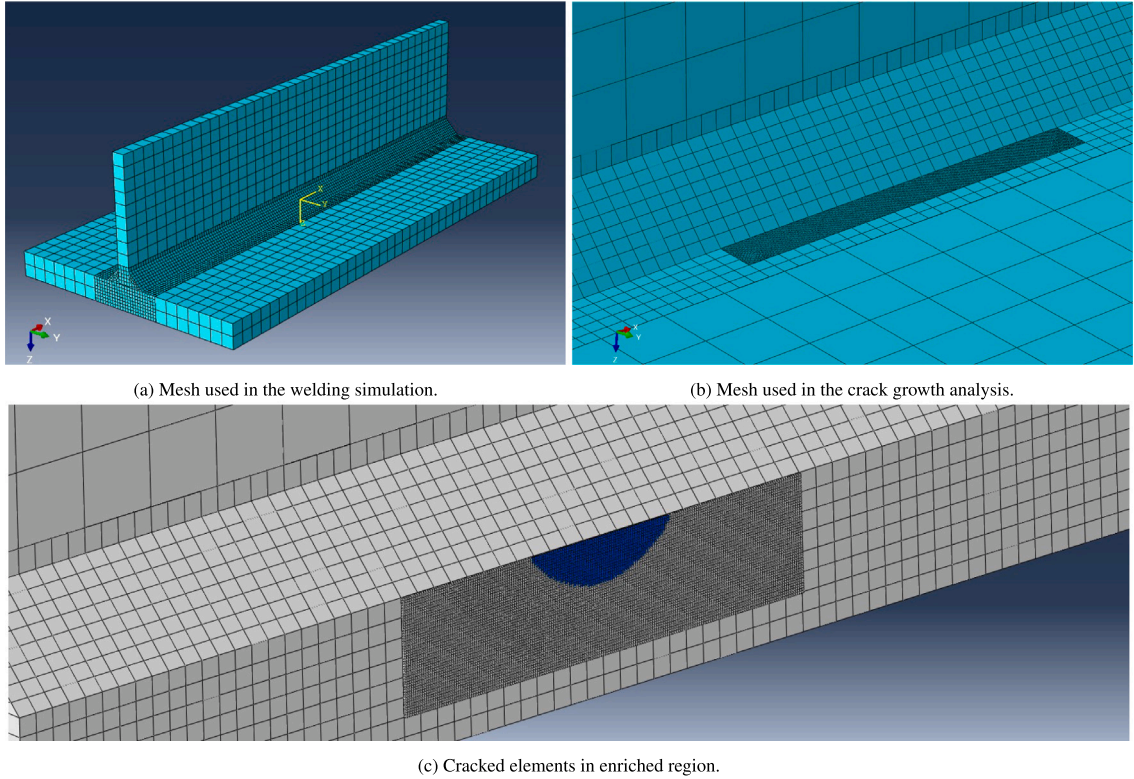 X
Y
X
Y
Z
X
Y
Z
(a) Mesh used in the welding simulation.
(b) Mesh used in the crack growth analysis.
(c) Cracked elements in enriched region.